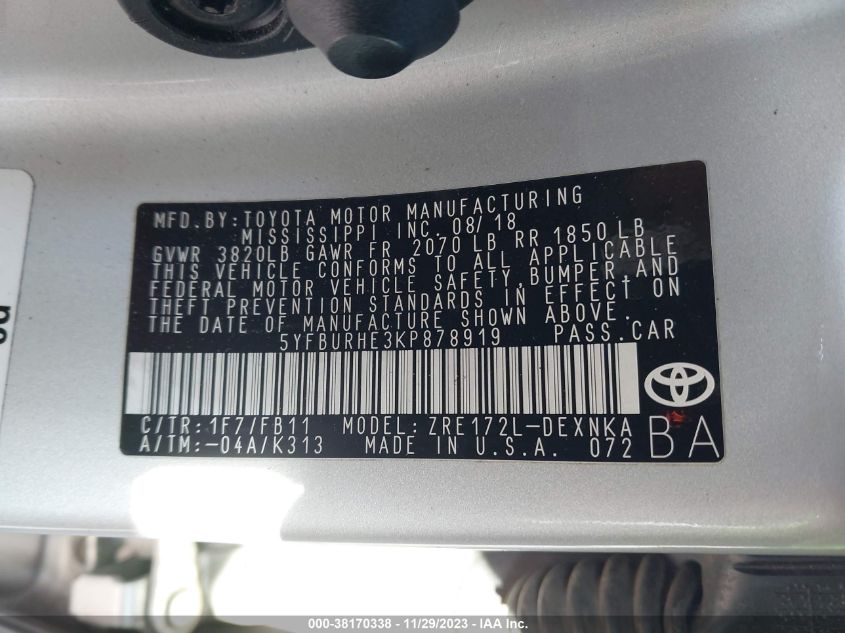 MFD. BY: TOYOTA MOTOR MANUFACTURING
MISSISSIPPI INC. 08/18
GVWR 3820LB GAWR FR 2070 LB RR 1850 LB
THIS VEHICLE CONFORMS TO ALL APPLICABLE
FEDERAL MOTOR VEHICLE SAFETY, BUMPER, AND
THEFT PREVENTION STANDARDS IN EFFECT ON
THE DATE OF MANUFACTURE SHOWN ABOVE.
5YFBURHE3KP878919 PASS. CAR
C/TR: 1F7/FB11 MODEL: ZRE172L-DEXNKA
A/TM: -04A/K313 MADE IN U.S.A. 072
BA
000-38170338 - 11/29/2023 - IAA Inc.